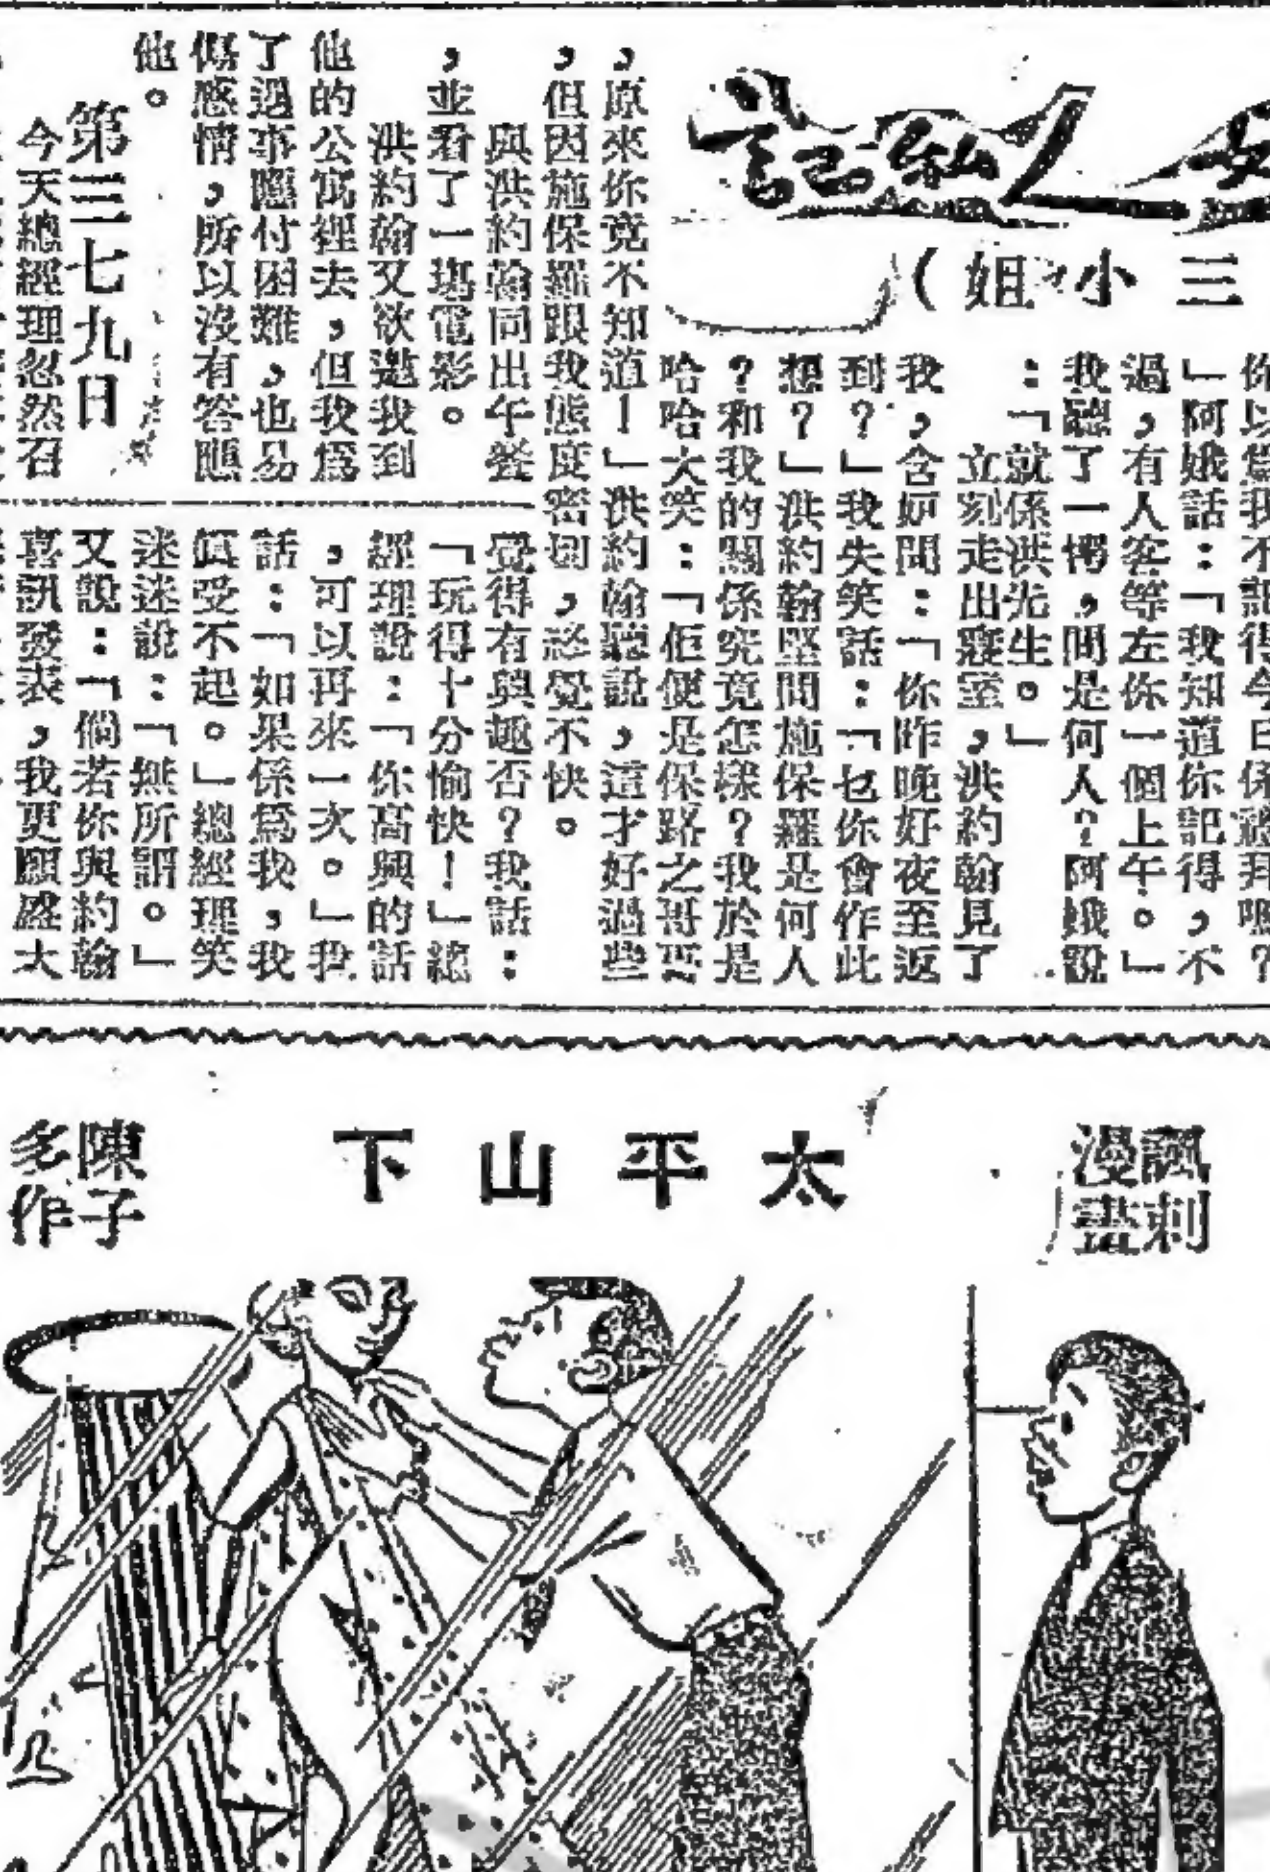 女人私記
三小姐）
你以爲我不記得今日係禮拜嗎？
」阿娥話：「我知道你記得，不
過，有人客等左你一個上午。」
我聽了一愕，問是何人？阿娥說
：「就係洪先生。」
立刻走出寢室，洪約翰見了
我，含妒問：「你昨晚好夜至返
到？」我失笑話：「乜你會作此
想？」洪約翰堅問施保羅是何人
？和我的關係究竟怎樣？我於是
哈哈大笑：「佢便是保路之哥哥
，原來你竟不知道！」洪約翰聽說，這才好過些
，但因施保羅跟我態度密切，恐覺不快。
與洪約翰同出午餐
，並看了一塲電影。
洪約翰又欲邀我到
他的公寓裡去，但我爲
了過事應付困難，也易
傷感情，所以沒有答應
他。
第三七九日
今天總經理忽然召
覺得有興趣否？我話：
「玩得十分愉快！」總
經理說：「你高興的話
，可以再來一次。」我
話：「如果係爲我，我
眞受不起。」總經理笑
迷迷說：「無所謂。」
又說：「倘若你與約翰
喜訊發表，我更願盛大
諷刺
漫畫
太平山下
陳子
多作